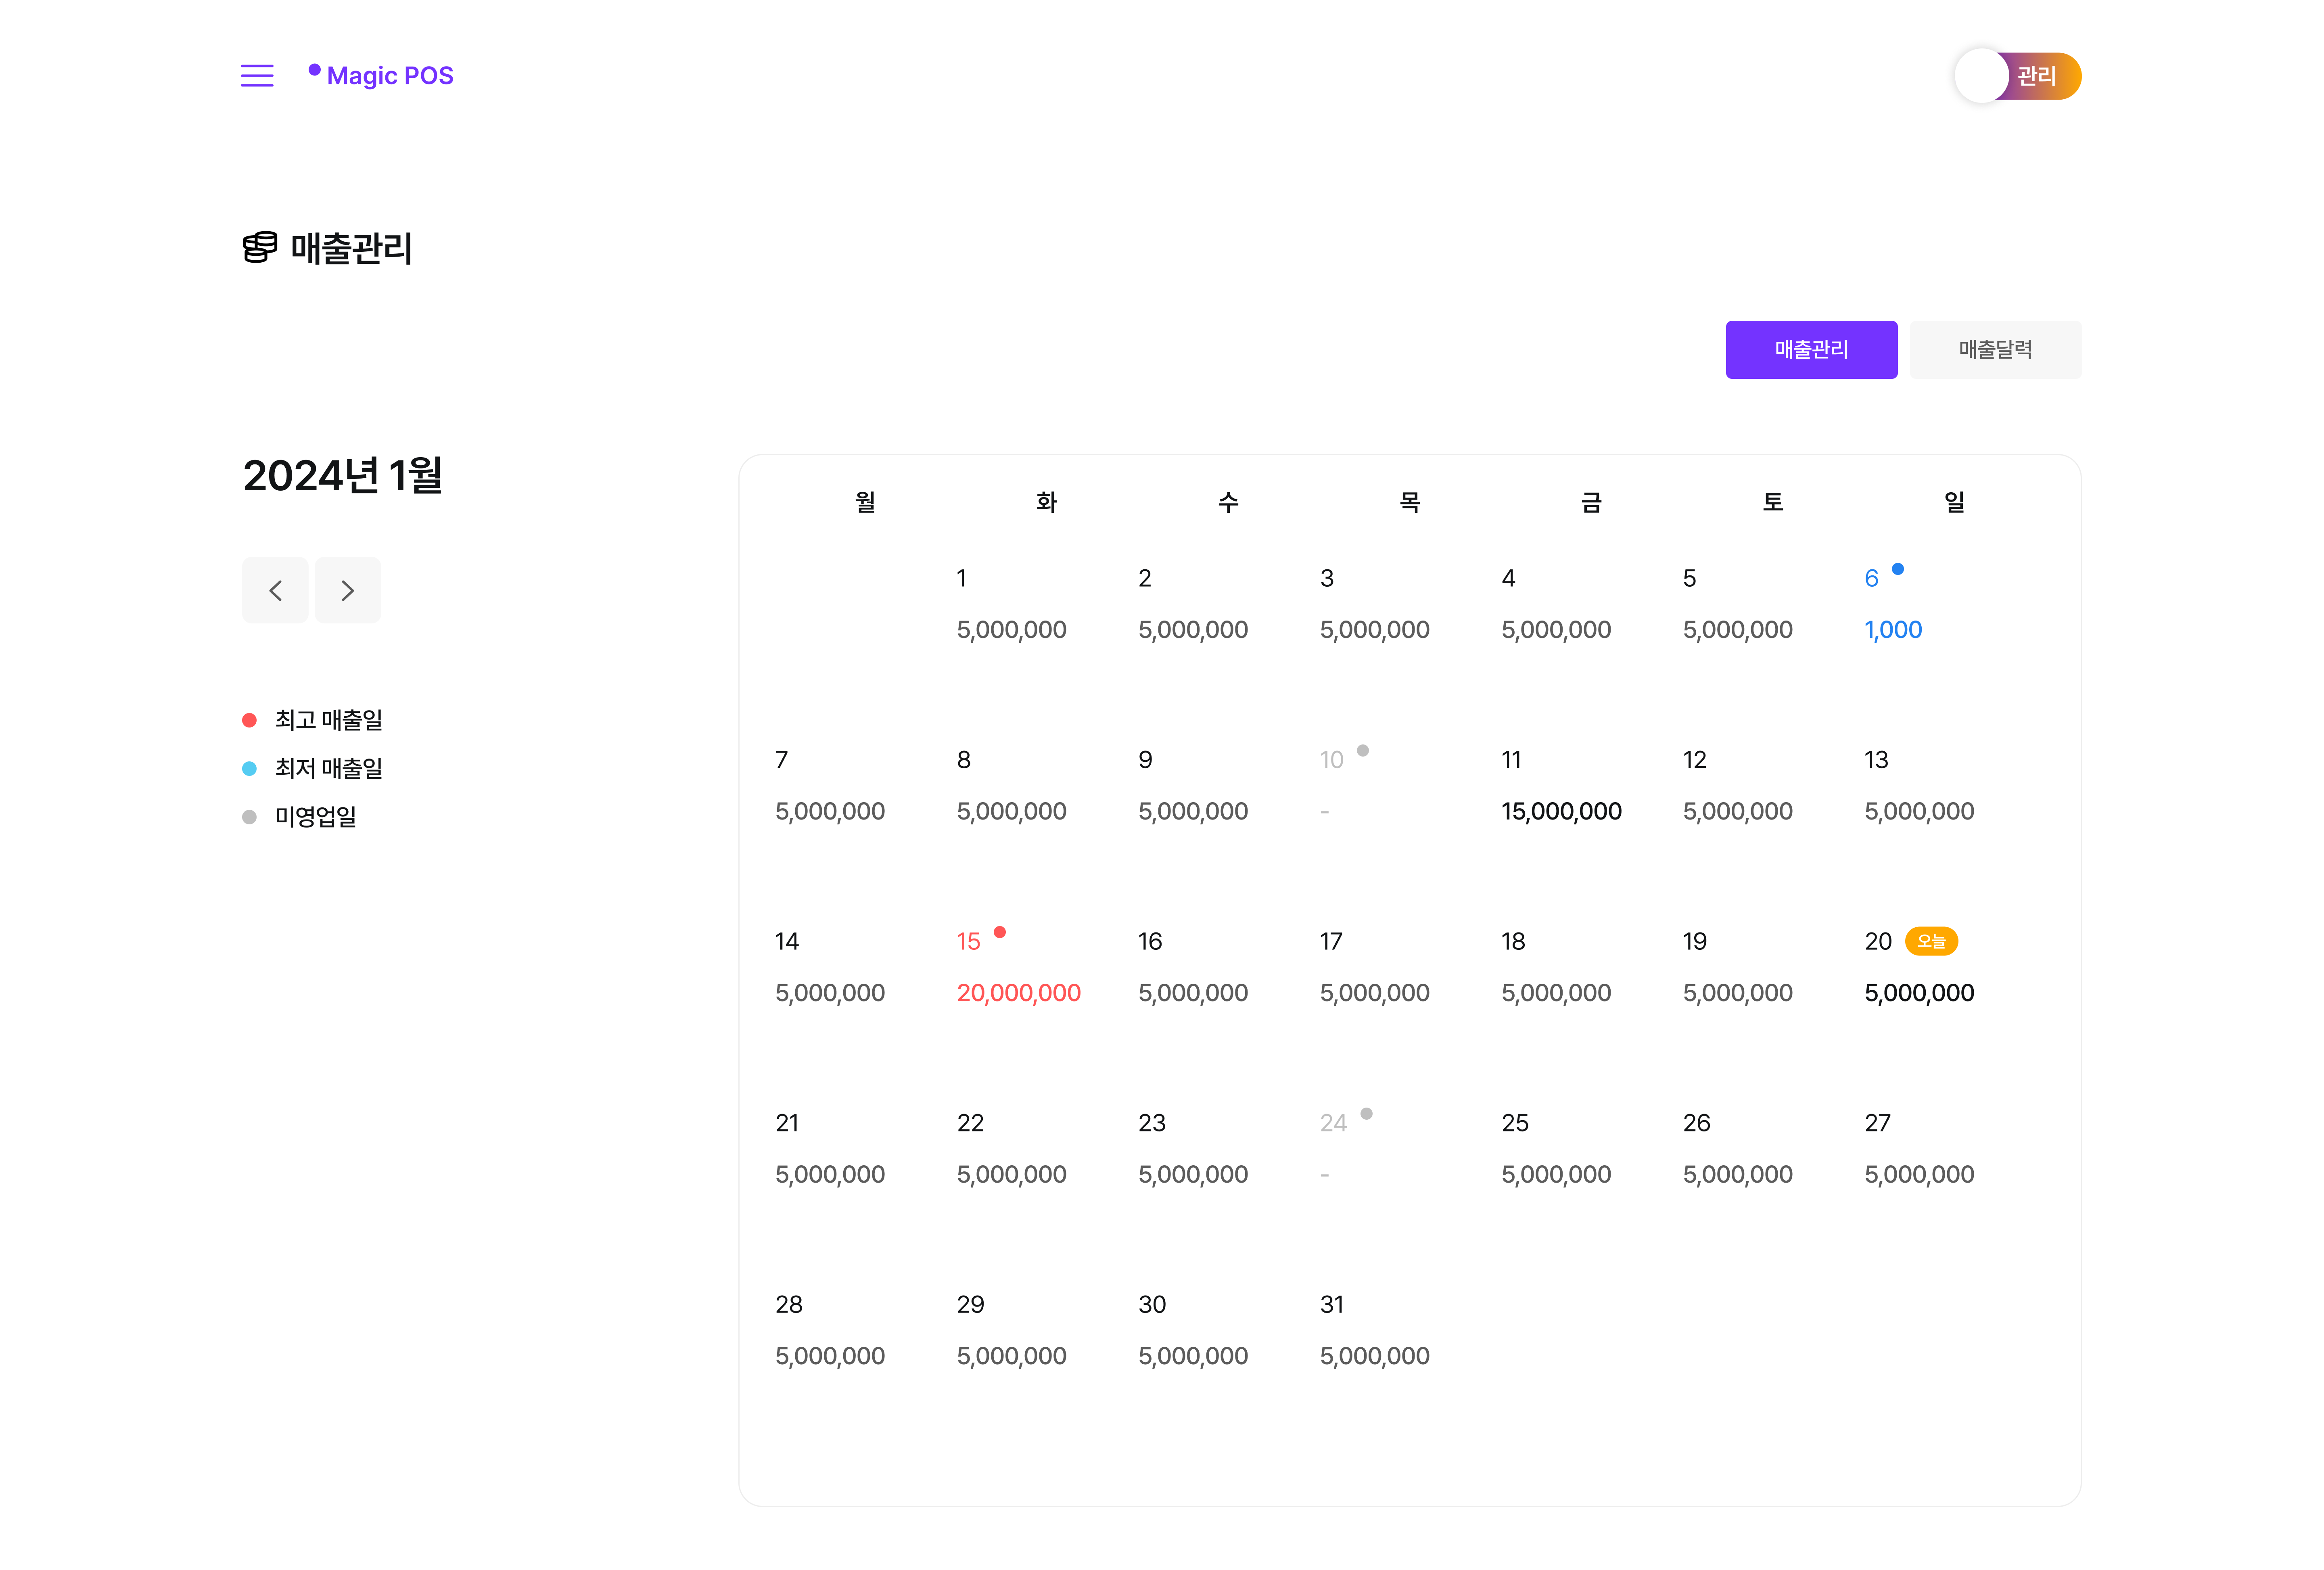 Magic POS
관리
매출관리
매출관리 매출달력
2024년 1월
최고 매출일
최저 매출일
미영업일
월 화 수 목 금 토 일
1 2 3 4 5 6
5,000,000 5,000,000 5,000,000 5,000,000 5,000,000 1,000
7 8 9 10 11 12 13
5,000,000 5,000,000 5,000,000 - 15,000,000 5,000,000 5,000,000
14 15 16 17 18 19 20 오늘
5,000,000 20,000,000 5,000,000 5,000,000 5,000,000 5,000,000 5,000,000
21 22 23 24 25 26 27
5,000,000 5,000,000 5,000,000 - 5,000,000 5,000,000 5,000,000
28 29 30 31
5,000,000 5,000,000 5,000,000 5,000,000